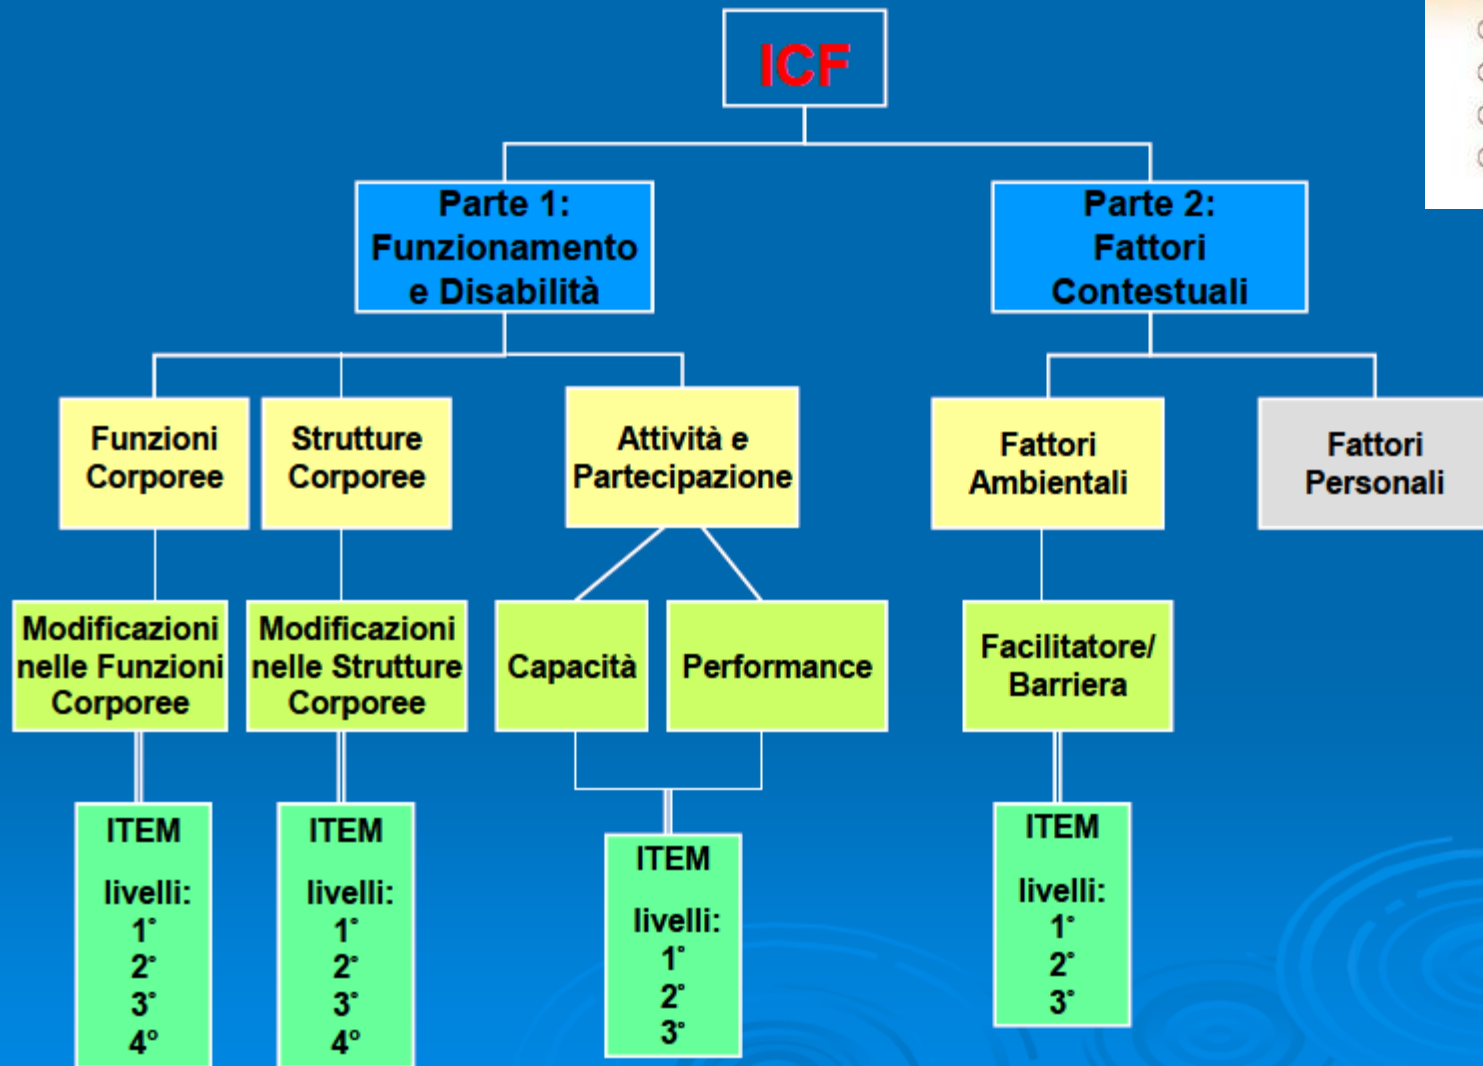 ICF
Parte 1:
Funzionamento
e Disabilità
Parte 2:
Fattori
Contestuali
Funzioni
Corporee
Strutture
Corporee
Attività e
Partecipazione
Fattori
Ambientali
Fattori
Personali
Modificazioni
nelle Funzioni
Corporee
Modificazioni
nelle Strutture
Corporee
Capacità
Performance
Facilitatore/
Barriera
ITEM
livelli:
1°
2°
3°
4°
ITEM
livelli:
1°
2°
3°
4°
ITEM
livelli:
1°
2°
3°
ITEM
livelli:
1°
2°
3°